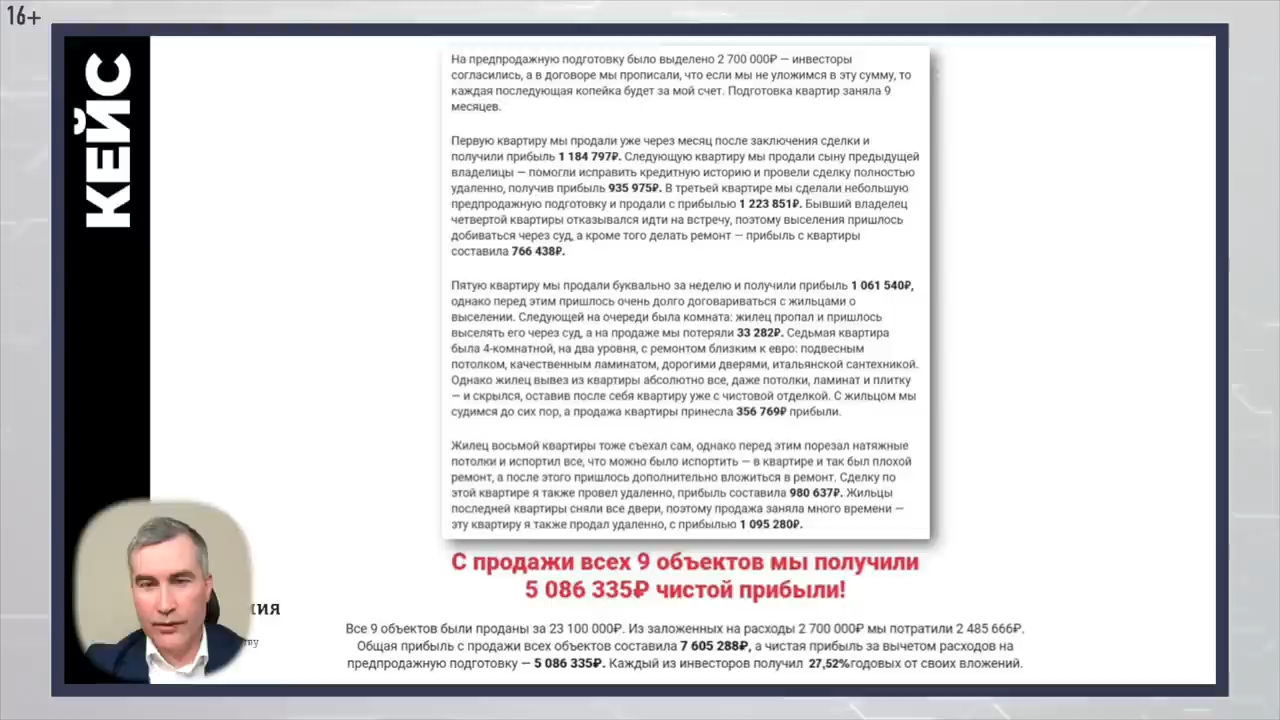 16+
КЕЙС
На предпродажную подготовку было выделено 2 700 000₽ — инвесторы
согласились, а в договоре мы прописали, что если мы не уложимся в эту сумму, то
каждая последующая копейка будет за мой счет. Подготовка квартир заняла 9
месяцев.
Первую квартиру мы продали уже через месяц после заключения сделки и
получили прибыль 1 184 797₽. Следующую квартиру мы продали сыну предыдущей
владелицы — помогли исправить кредитную историю и провели сделку полностью
удаленно, получив прибыль 935 975₽. В третьей квартире мы сделали небольшую
предпродажную подготовку и продали с прибылью 1 223 851₽. Бывший владелец
четвертой квартиры отказывался идти на встречу, поэтому выселения пришлось
добиваться через суд, а кроме того делать ремонт — прибыль с квартиры
составила 766 438₽.
Пятую квартиру мы продали буквально за неделю и получили прибыль 1 061 540₽,
однако перед этим пришлось очень долго договариваться с жильцами о
выселении. Следующей на очереди была комната: жилец пропал и пришлось
выселять его через суд, а на продаже мы потеряли 33 282₽. Седьмая квартира
была 4-комнатной, на два уровня, с ремонтом близким к евро: подвесным
потолком, качественным ламинатом, дорогими дверями, итальянской сантехникой.
Однако жилец вывез из квартиры абсолютно все, даже потолки, ламинат и плитку
— и скрылся, оставив после себя квартиру уже с чистовой отделкой. С жильцом мы
судимся до сих пор, а продажа квартиры принесла 356 769₽ прибыли.
Жилец восьмой квартиры тоже съехал сам, однако перед этим порезал натяжные
потолки и испортил все, что можно было испортить — в квартире и так был плохой
ремонт, а после этого пришлось дополнительно вложиться в ремонт. Сделку по
этой квартире я также провел удаленно, прибыль составила 980 637₽. Жильцы
последней квартиры сняли все двери, поэтому продажа заняла много времени —
эту квартиру я также продал удаленно, с прибылью 1 095 280₽.
С продажи всех 9 объектов мы получили
5 086 335₽ чистой прибыли!
Все 9 объектов были проданы за 23 100 000₽. Из заложенных на расходы 2 700 000₽ мы потратили 2 485 666₽.
Общая прибыль с продажи всех объектов составила 7 605 288₽, а чистая прибыль за вычетом расходов на
предпродажную подготовку — 5 086 335₽. Каждый из инвесторов получил 27,52%годовых от своих вложений.